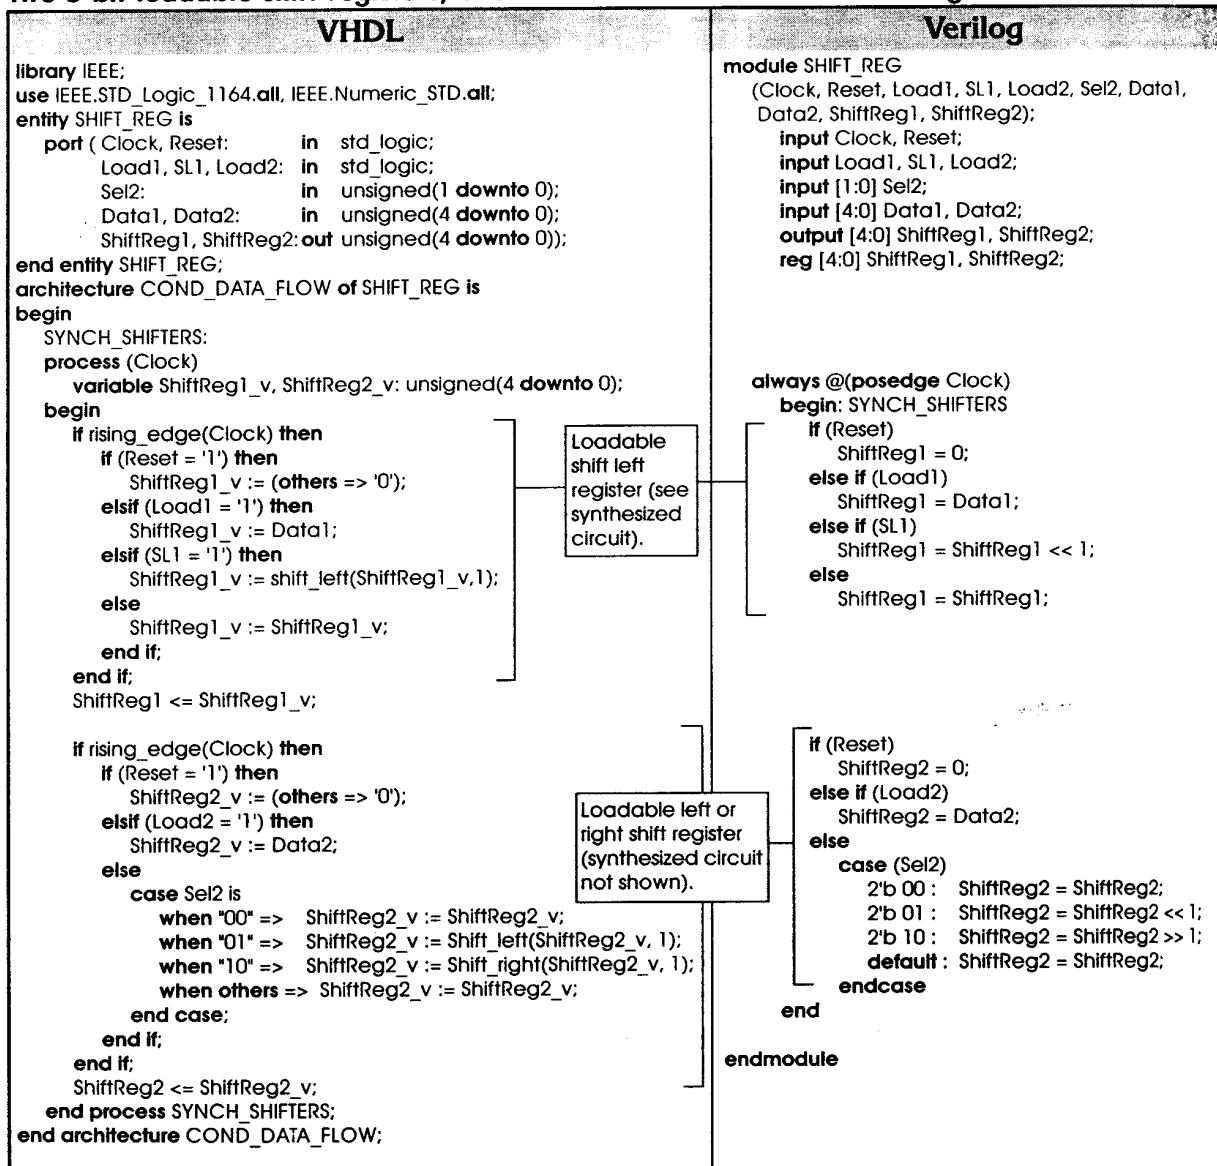 VHDL
library IEEE;
use IEEE.STD_Logic_1164.all, IEEE.Numeric_STD.all;
entity SHIFT_REG is
port ( Clock, Reset: in std_logic;
Load1, SL1, Load2: in std_logic;
Sel2: in unsigned(1 downto 0);
Data1, Data2: in unsigned(4 downto 0);
ShiftReg1, ShiftReg2: out unsigned(4 downto 0));
end entity SHIFT_REG;
architecture COND_DATA_FLOW of SHIFT_REG is
begin
SYNCH_SHIFTERS:
process (Clock)
variable ShiftReg1_v, ShiftReg2_v: unsigned(4 downto 0);
begin
if rising_edge(Clock) then
if (Reset = '1') then
ShiftReg1_v := (others => '0');
elsif (Load1 = '1') then
ShiftReg1_v := Data1;
elsif (SL1 = '1') then
ShiftReg1_v := shift_left(ShiftReg1_v,1);
else
ShiftReg1_v := ShiftReg1_v;
end if;
end if;
ShiftReg1 <= ShiftReg1_v;
if rising_edge(Clock) then
if (Reset = '1') then
ShiftReg2_v := (others => '0');
elsif (Load2 = '1') then
ShiftReg2_v := Data2;
else
case Sel2 is
when "00" => ShiftReg2_v := ShiftReg2_v;
when "01" => ShiftReg2_v := Shift_left(ShiftReg2_v, 1);
when "10" => ShiftReg2_v := Shift_right(ShiftReg2_v, 1);
when others => ShiftReg2_v := ShiftReg2_v;
end case;
end if;
end if;
ShiftReg2 <= ShiftReg2_v;
end process SYNCH_SHIFTERS;
end architecture COND_DATA_FLOW;
Loadable
shift left
register (see
synthesized
circuit).
Loadable left or
right shift register
(synthesized circuit
not shown).
Verilog
module SHIFT_REG
(Clock, Reset, Load1, SL1, Load2, Sel2, Data1,
Data2, ShiftReg1, ShiftReg2);
input Clock, Reset;
input Load1, SL1, Load2;
input [1:0] Sel2;
input [4:0] Data1, Data2;
output [4:0] ShiftReg1, ShiftReg2;
reg [4:0] ShiftReg1, ShiftReg2;
always @(posedge Clock)
begin: SYNCH_SHIFTERS
if (Reset)
ShiftReg1 = 0;
else if (Load1)
ShiftReg1 = Data1;
else if (SL1)
ShiftReg1 = ShiftReg1 << 1;
else
ShiftReg1 = ShiftReg1;
if (Reset)
ShiftReg2 = 0;
else if (Load2)
ShiftReg2 = Data2;
else
case (Sel2)
2'b 00 : ShiftReg2 = ShiftReg2;
2'b 01 : ShiftReg2 = ShiftReg2 << 1;
2'b 10 : ShiftReg2 = ShiftReg2 >> 1;
default : ShiftReg2 = ShiftReg2;
endcase
end
endmodule